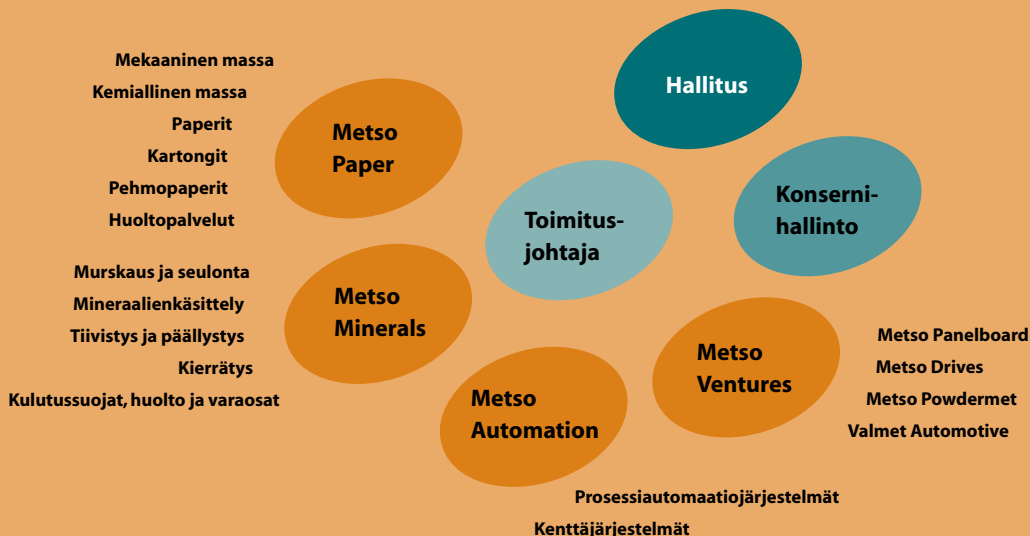 Mekaaninen massa
Kemiallinen massa
Paperit
Kartongit
Pehmopaperit
Huoltopalvelut
Metso
Paper
Hallitus
Toimitus-
johtaja
Konserni-
hallinto
Murskaus ja seulonta
Mineraalienkäsittely
Tiivistys ja päällystys
Kierrätys
Kulutussuojat, huolto ja varaosat
Metso
Minerals
Metso
Automation
Prosessiautomaatiojärjestelmät
Kenttäjärjestelmät
Metso
Ventures
Metso Panelboard
Metso Drives
Metso Powdermet
Valmet Automotive